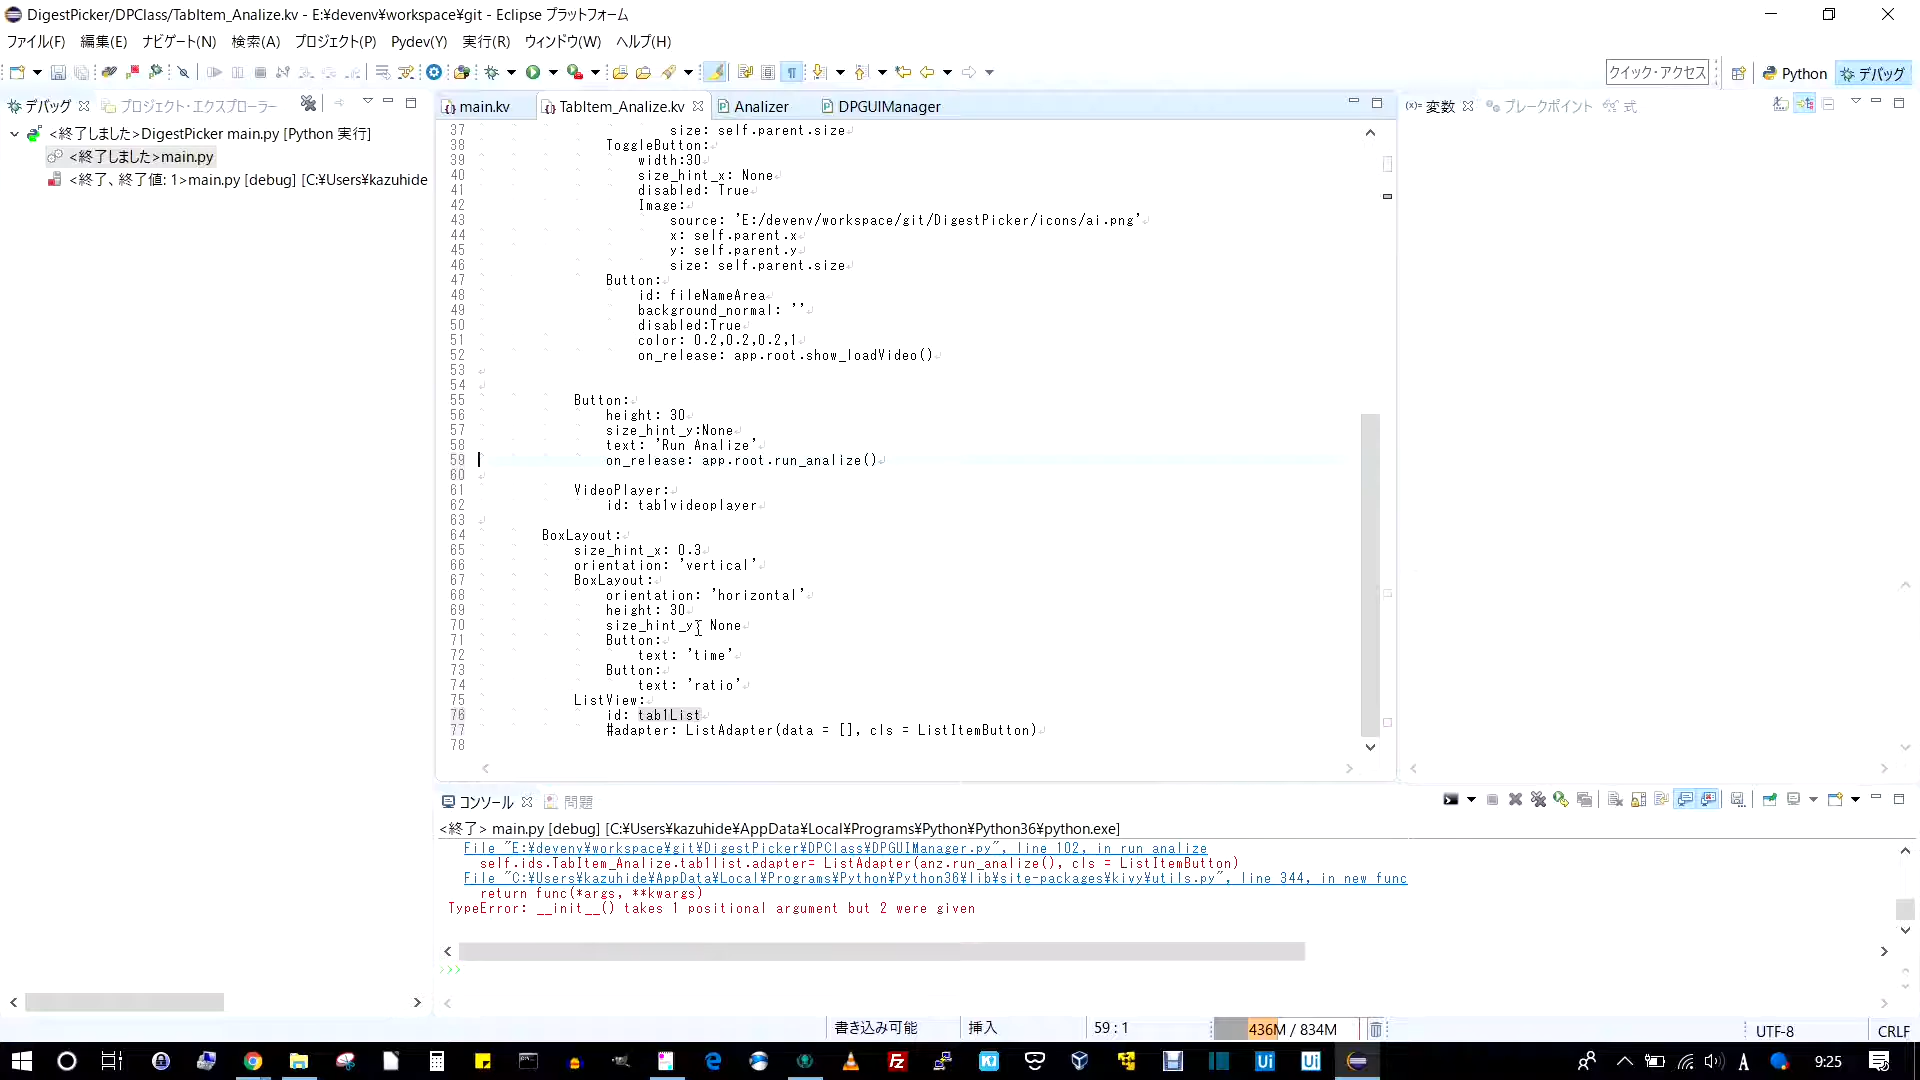 DigestPicker/DPClass/TabItem_Analize.kv - E:¥devenv¥workspace¥git - Eclipse プラットフォーム
ファイル(F) 編集(E) ナビゲート(N) 検索(A) プロジェクト(P) Pydev(Y) 実行(R) ウィンドウ(W) ヘルプ(H)
クイック・アクセス Python デバッグ
デバッグ プロジェクト・エクスプローラー
<終了しました>DigestPicker main.py [Python 実行]
<終了しました>main.py
<終了、終了値: 1>main.py [debug] [C:¥Users¥kazuhide
main.kv TabItem_Analize.kv Analizer DPGUIManager
37 size: self.parent.size
38 ToggleButton:
39 width:30
40 size_hint_x: None
41 disabled: True
42 Image:
43 source: 'E:/devenv/workspace/git/DigestPicker/icons/ai.png'
44 x: self.parent.x
45 y: self.parent.y
46 size: self.parent.size
47 Button:
48 id: fileNameArea
49 background_normal: ''
50 disabled:True
51 color: 0.2,0.2,0.2,1
52 on_release: app.root.show_loadVideo()
53
54
55 Button:
56 height: 30
57 size_hint_y:None
58 text: 'Run Analize'
59 on_release: app.root.run_analize()
60
61 VideoPlayer:
62 id: tab1videoplayer
63
64 BoxLayout:
65 size_hint_x: 0.3
66 orientation: 'vertical'
67 BoxLayout:
68 orientation: 'horizontal'
69 height: 30
70 size_hint_y: None
71 Button:
72 text: 'time'
73 Button:
74 text: 'ratio'
75 ListView:
76 id: tab1List
77 #adapter: ListAdapter(data = [], cls = ListItemButton)
78
(x)= 変数 ブレークポイント 式
コンソール 問題
<終了> main.py [debug] [C:¥Users¥kazuhide¥AppData¥Local¥Programs¥Python¥Python36¥python.exe]
File "E:¥devenv¥workspace¥git¥DigestPicker¥DPClass¥DPGUIManager.py", line 102, in run_analize
self.ids.TabItem_Analize.tab1list.adapter= ListAdapter(anz.run_analize(), cls = ListItemButton)
File "C:¥Users¥kazuhide¥AppData¥Local¥Programs¥Python¥Python36¥lib¥site-packages¥kivy¥utils.py", line 344, in new_func
return func(*args, **kwargs)
TypeError: __init__() takes 1 positional argument but 2 were given
>>>
書き込み可能 挿入 59 : 1 436M / 834M UTF-8 CRLF
A 9:25